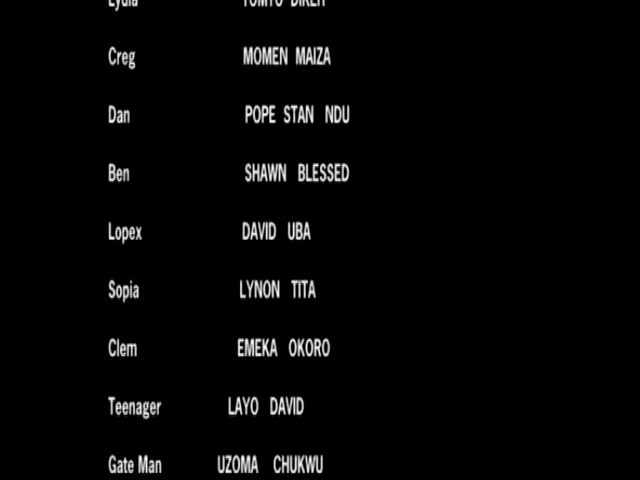 Lydia
Creg MOMEN MAIZA
Dan POPE STAN NDU
Ben SHAWN BLESSED
Lopex DAVID UBA
Sopia LYNON TITA
Clem EMEKA OKORO
Teenager LAYO DAVID
Gate Man UZOMA CHUKWU